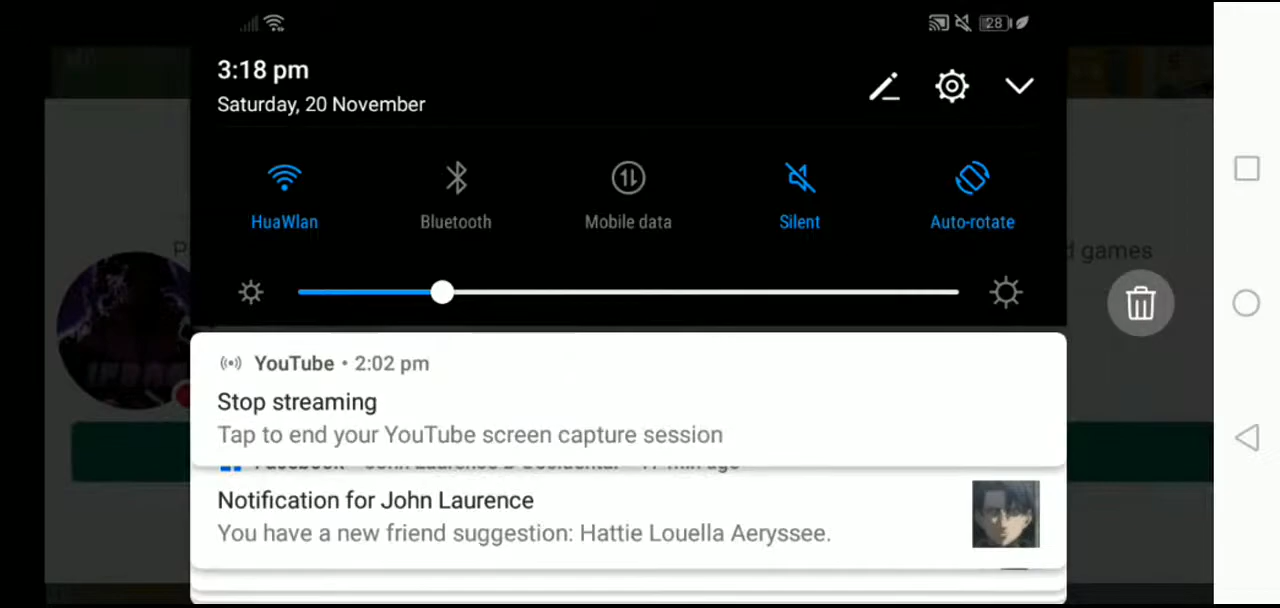 28
3:18 pm
Saturday, 20 November
HuaWlan
Bluetooth
Mobile data
Silent
Auto-rotate
d games
YouTube • 2:02 pm
Stop streaming
Tap to end your YouTube screen capture session
Notification for John Laurence
You have a new friend suggestion: Hattie Louella Aeryssee.